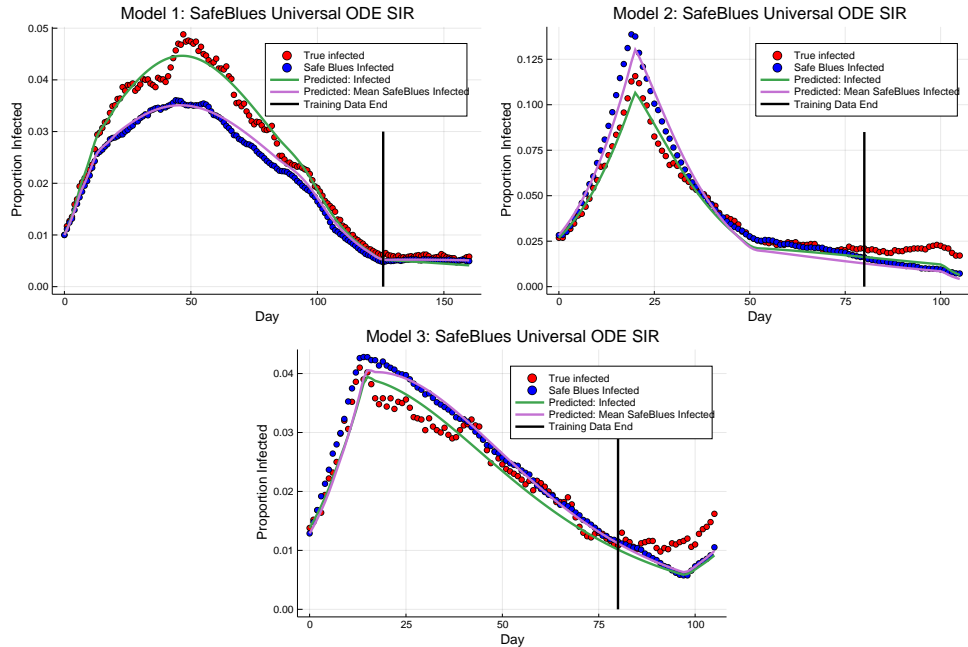 Model 1: SafeBlues Universal ODE SIR
Proportion Infected
0.05
0.04
0.03
0.02
0.01
0.00
True infected
Safe Blues Infected
Predicted: Infected
Predicted: Mean SafeBlues Infected
Training Data End
0
50
100
150
Day
Model 2: SafeBlues Universal ODE SIR
Proportion Infected
0.125
0.100
0.075
0.050
0.025
0.000
True infected
Safe Blues Infected
Predicted: Infected
Predicted: Mean SafeBlues Infected
Training Data End
0
25
50
75
100
Day
Model 3: SafeBlues Universal ODE SIR
Proportion Infected
0.04
0.03
0.02
0.01
0.00
True infected
Safe Blues Infected
Predicted: Infected
Predicted: Mean SafeBlues Infected
Training Data End
0
25
50
75
100
Day